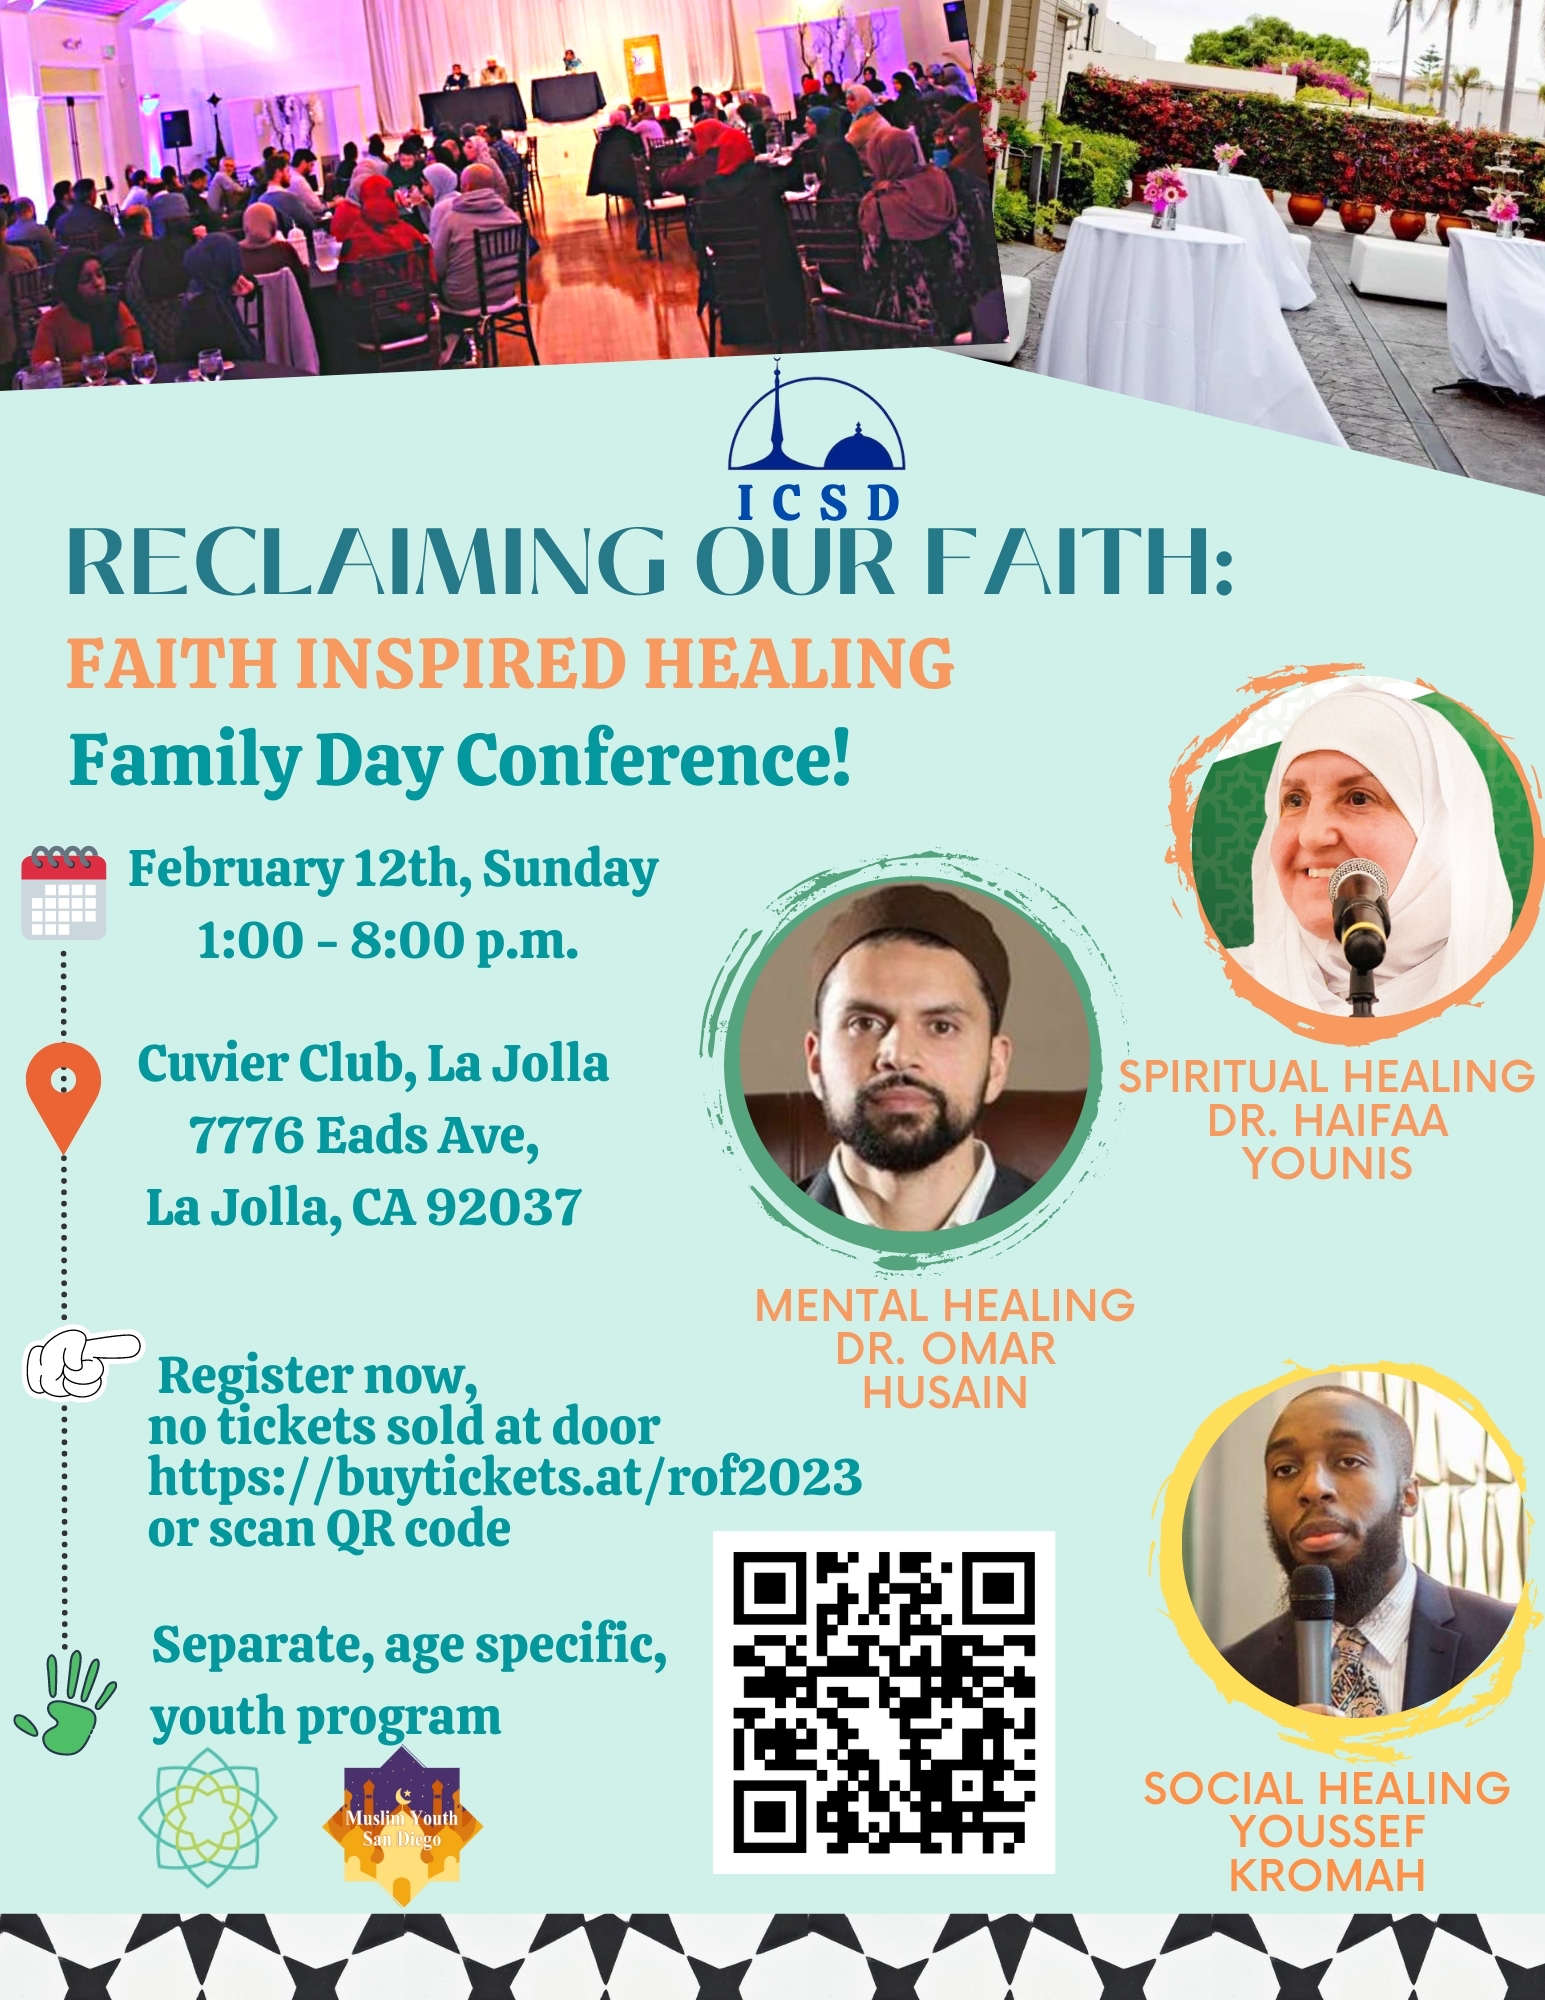 ICSD
RECLAIMING OUR FAITH:
FAITH INSPIRED HEALING
Family Day Conference!
February 12th, Sunday
1:00 - 8:00 p.m.
Cuvier Club, La Jolla
7776 Eads Ave,
La Jolla, CA 92037
SPIRITUAL HEALING
DR. HAIFAA
YOUNIS
MENTAL HEALING
DR. OMAR
HUSAIN
Register now,
no tickets sold at door
https://buytickets.at/rof2023
or scan QR code
Separate, age specific,
youth program
Muslim Youth
San Diego
SOCIAL HEALING
YOUSSEF
KROMAH